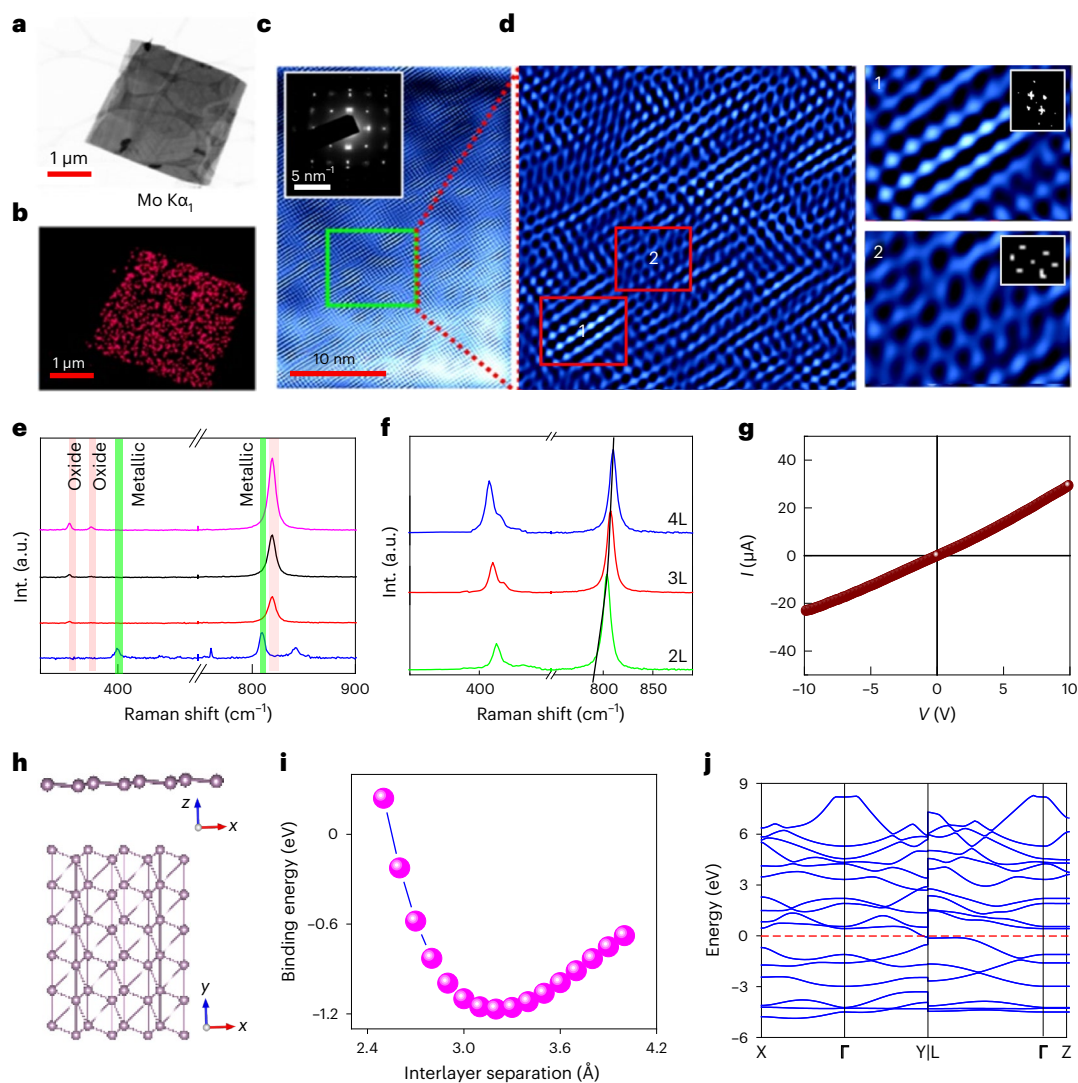 a
1 µm
Mo Kα1
b
1 µm
c
5 nm−1
10 nm
d
1
2
1
2
e
Oxide
Oxide
Metallic
Metallic
Int. (a.u.)
400
820
900
Raman shift (cm−1)
f
4L
3L
2L
Int. (a.u.)
400
800
850
Raman shift (cm−1)
g
40
20
0
−20
−40
I (µA)
−10
−5
0
5
10
V (V)
h
z
x
y
x
i
0
−0.6
−1.2
Binding energy (eV)
2.4
3.0
3.6
4.2
Interlayer separation (Å)
j
9
6
3
0
−3
−6
Energy (eV)
X
Γ
Y|L
Γ
Z